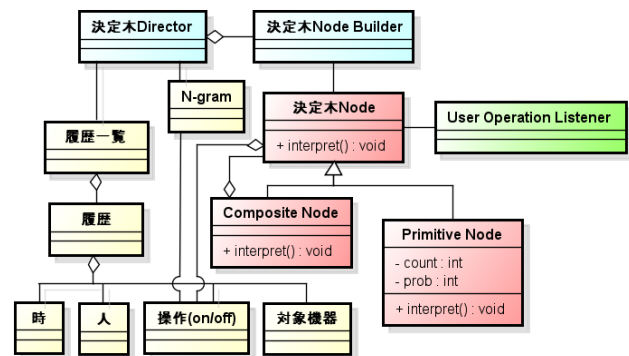 決定木Director
決定木Node Builder
N-gram
決定木Node
+ interpret() : void
User Operation Listener
履歴一覧
履歴
Composite Node
+ interpret() : void
Primitive Node
- count : int
- prob : int
+ interpret() : void
時
人
操作(on/off)
対象機器